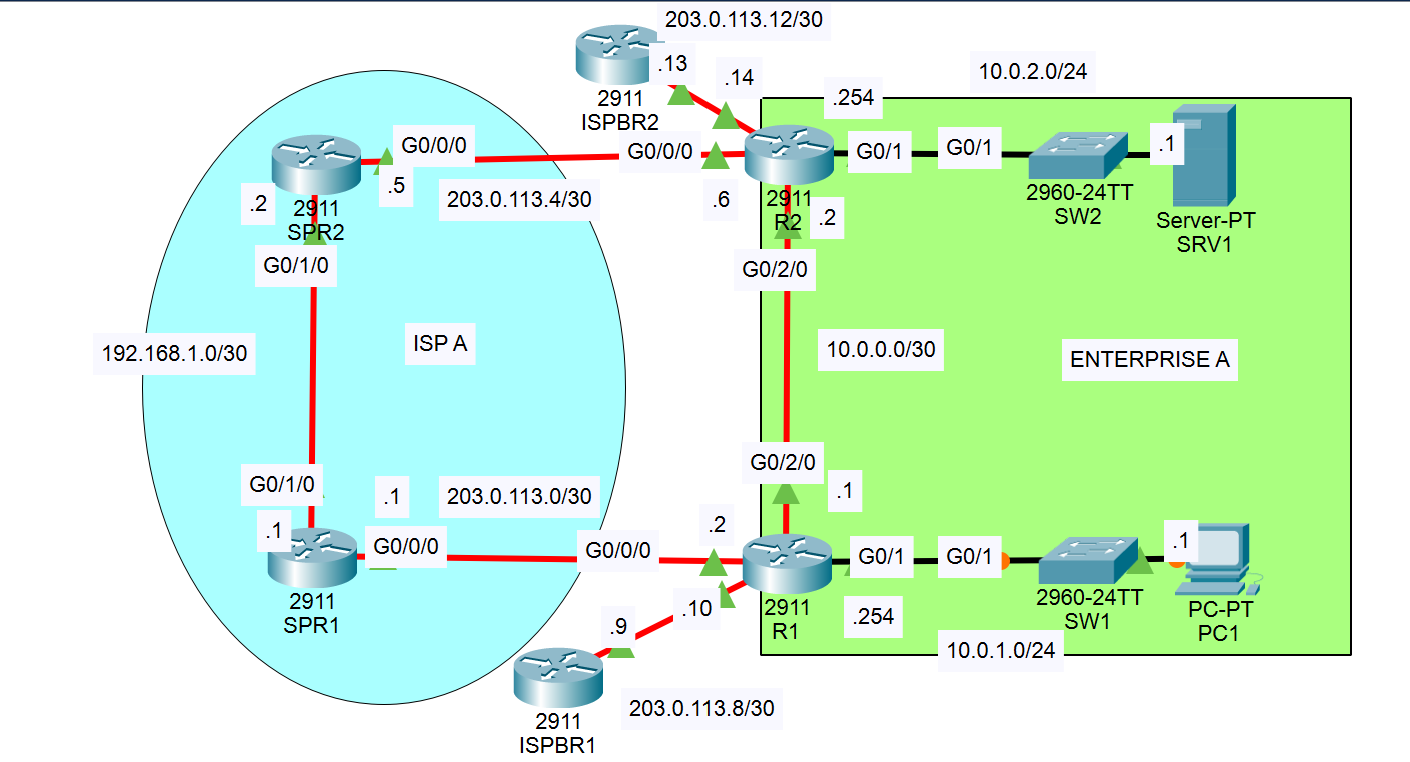 203.0.113.12/30
.13
.14
2911
ISPBR2
.254
10.0.2.0/24
G0/0/0
G0/0/0
G0/1
G0/1
.1
.5
.6
203.0.113.4/30
.2
2911
SPR2
2911
R2
.2
2960-24TT
SW2
Server-PT
SRV1
G0/1/0
G0/2/0
192.168.1.0/30
ISP A
10.0.0.0/30
ENTERPRISE A
G0/1/0
.1
203.0.113.0/30
G0/2/0
.1
.1
G0/0/0
G0/0/0
.2
G0/1
G0/1
.1
2911
SPR1
.10
2911
R1
.254
2960-24TT
SW1
PC-PT
PC1
.9
10.0.1.0/24
2911
ISPBR1
203.0.113.8/30